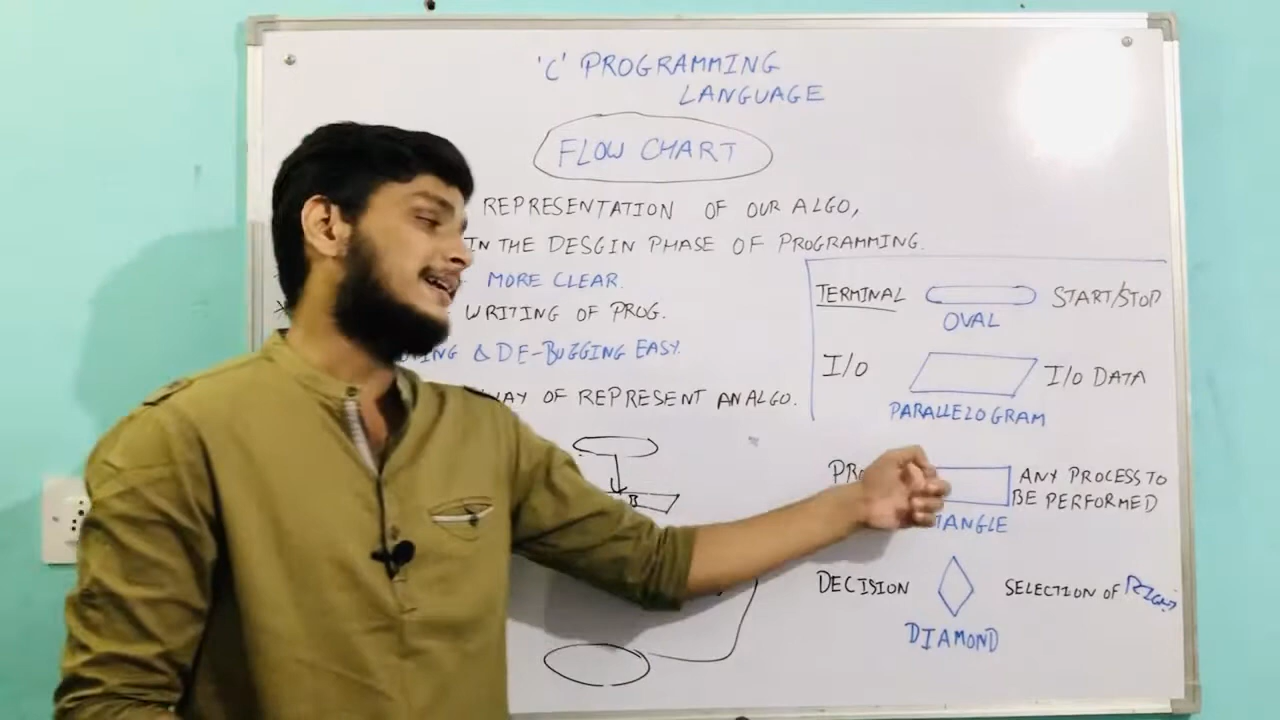 'C' PROGRAMMING
LANGUAGE
FLOW CHART
REPRESENTATION OF OUR ALGO,
IN THE DESGIN PHASE OF PROGRAMMING.
MORE CLEAR.
* WRITING OF PROG.
& DE-BUGGING EASY.
OF REPRESENT AN ALGO.
TERMINAL START/STOP
OVAL
I/O I/O DATA
PARALLELOGRAM
ANY PROCESS TO
BE PERFORMED
TANGLE
DECISION SELECTION OF RIGHT
DIAMOND